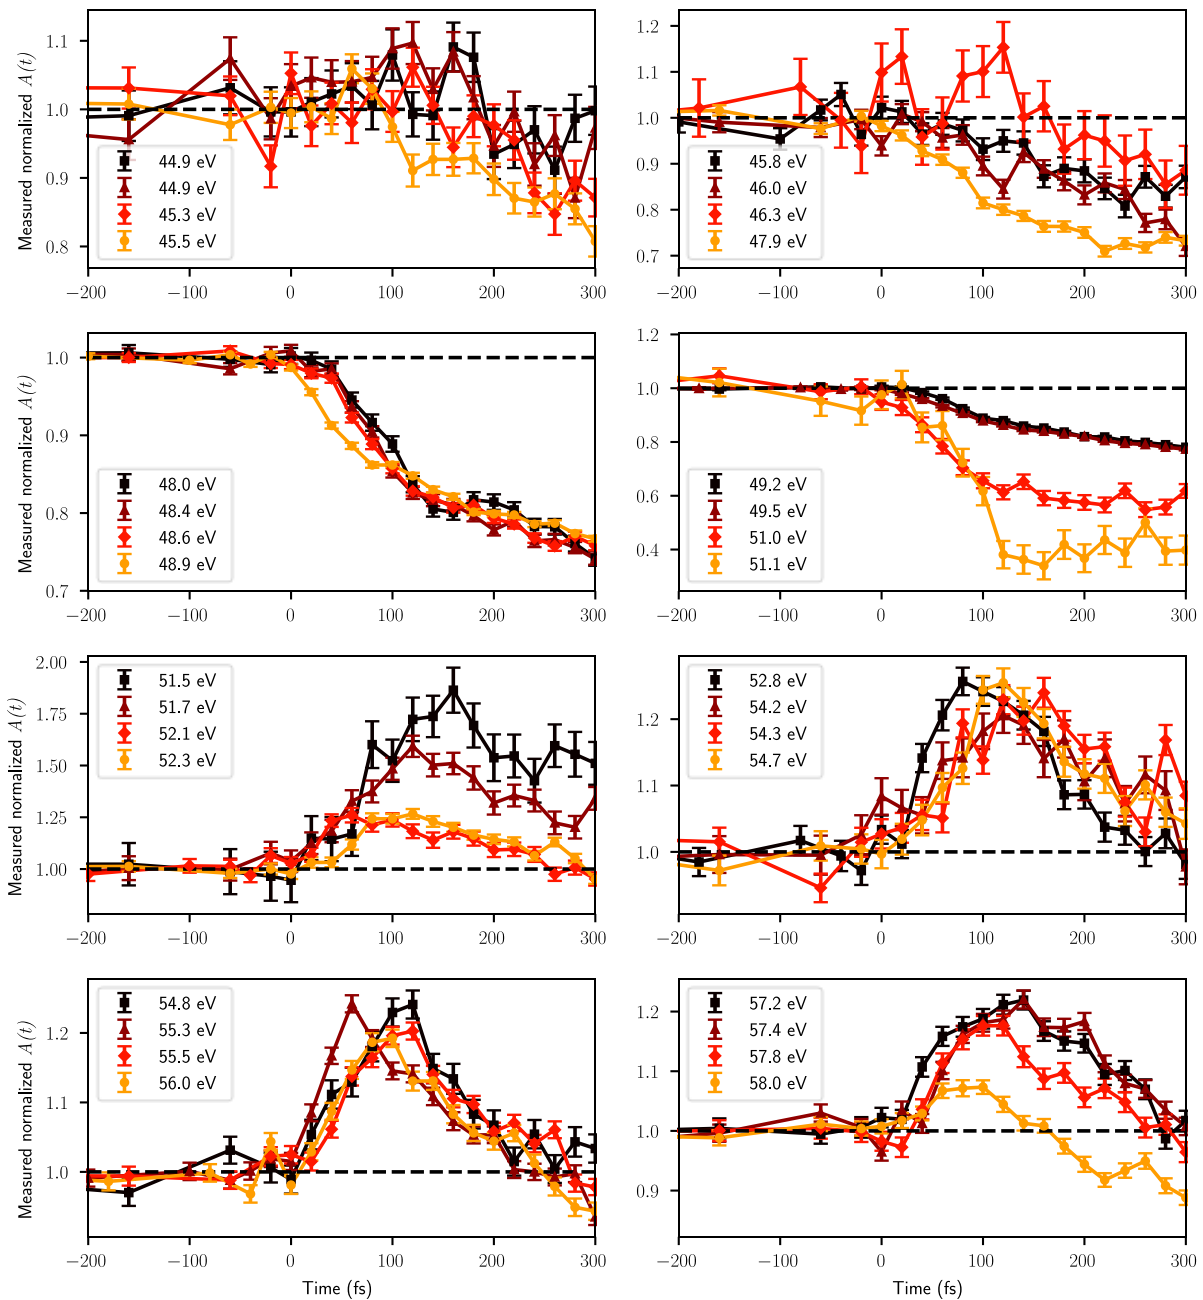 1.1
1.0
0.9
0.8
Measured normalized A(t)
44.9 eV
44.9 eV
45.3 eV
45.5 eV
−200 −100 0 100 200 300
1.2
1.1
1.0
0.9
0.8
0.7
45.8 eV
46.0 eV
46.3 eV
47.9 eV
−200 −100 0 100 200 300
1.0
0.9
0.8
0.7
Measured normalized A(t)
48.0 eV
48.4 eV
48.6 eV
48.9 eV
−200 −100 0 100 200 300
1.2
1.0
0.8
0.6
0.4
49.2 eV
49.5 eV
51.0 eV
51.1 eV
−200 −100 0 100 200 300
2.00
1.75
1.50
1.25
1.00
Measured normalized A(t)
51.5 eV
51.7 eV
52.1 eV
52.3 eV
−200 −100 0 100 200 300
1.2
1.1
1.0
52.8 eV
54.2 eV
54.3 eV
54.7 eV
−200 −100 0 100 200 300
1.2
1.1
1.0
Measured normalized A(t)
54.8 eV
55.3 eV
55.5 eV
56.0 eV
−200 −100 0 100 200 300
Time (fs)
1.2
1.1
1.0
0.9
57.2 eV
57.4 eV
57.8 eV
58.0 eV
−200 −100 0 100 200 300
Time (fs)